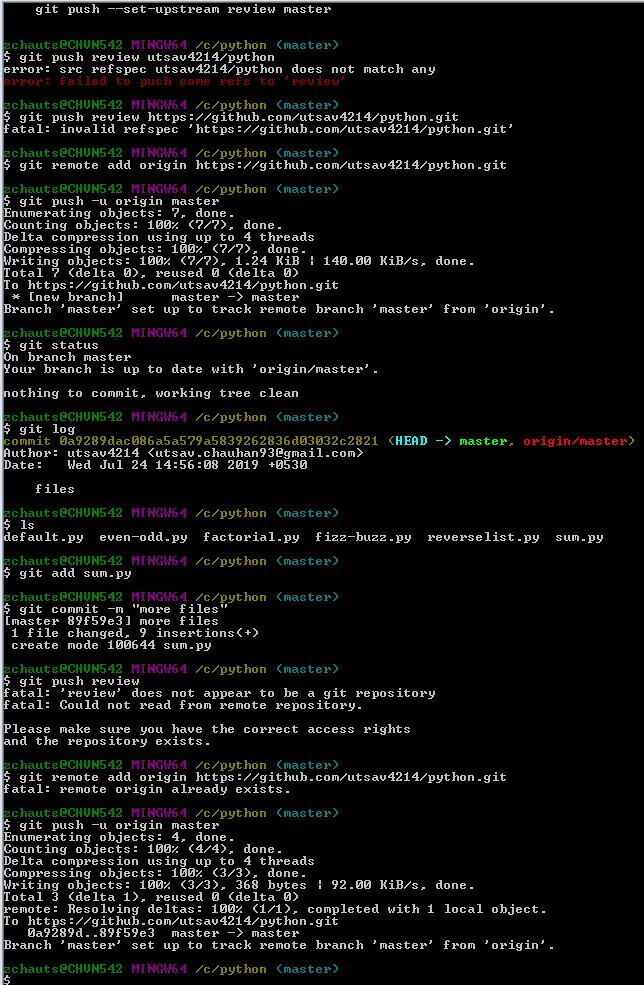 git push --set-upstream review master
zchauts@CHVN542 MINGW64 /c/python (master)
$ git push review utsav4214/python
error: src refspec utsav4214/python does not match any
error: failed to push some refs to 'review'
zchauts@CHVN542 MINGW64 /c/python (master)
$ git push review https://github.com/utsav4214/python.git
fatal: invalid refspec 'https://github.com/utsav4214/python.git'
zchauts@CHVN542 MINGW64 /c/python (master)
$ git remote add origin https://github.com/utsav4214/python.git
zchauts@CHVN542 MINGW64 /c/python (master)
$ git push -u origin master
Enumerating objects: 7, done.
Counting objects: 100% (7/7), done.
Delta compression using up to 4 threads
Compressing objects: 100% (7/7), done.
Writing objects: 100% (7/7), 1.24 KiB | 140.00 KiB/s, done.
Total 7 (delta 0), reused 0 (delta 0)
To https://github.com/utsav4214/python.git
* [new branch] master -> master
Branch 'master' set up to track remote branch 'master' from 'origin'.
zchauts@CHVN542 MINGW64 /c/python (master)
$ git status
On branch master
Your branch is up to date with 'origin/master'.
nothing to commit, working tree clean
zchauts@CHVN542 MINGW64 /c/python (master)
$ git log
commit 0a9289dac086a5a579a5839262836d03032c2821 (HEAD -> master, origin/master)
Author: utsav4214 <utsav.chauhan93@gmail.com>
Date: Wed Jul 24 14:56:08 2019 +0530
files
zchauts@CHVN542 MINGW64 /c/python (master)
$ ls
default.py even-odd.py factorial.py fizz-buzz.py reverselist.py sum.py
zchauts@CHVN542 MINGW64 /c/python (master)
$ git add sum.py
zchauts@CHVN542 MINGW64 /c/python (master)
$ git commit -m "more files"
[master 89f59e3] more files
1 file changed, 9 insertions(+)
create mode 100644 sum.py
zchauts@CHVN542 MINGW64 /c/python (master)
$ git push review
fatal: 'review' does not appear to be a git repository
fatal: Could not read from remote repository.
Please make sure you have the correct access rights
and the repository exists.
zchauts@CHVN542 MINGW64 /c/python (master)
$ git remote add origin https://github.com/utsav4214/python.git
fatal: remote origin already exists.
zchauts@CHVN542 MINGW64 /c/python (master)
$ git push -u origin master
Enumerating objects: 4, done.
Counting objects: 100% (4/4), done.
Delta compression using up to 4 threads
Compressing objects: 100% (3/3), done.
Writing objects: 100% (3/3), 368 bytes | 92.00 KiB/s, done.
Total 3 (delta 1), reused 0 (delta 0)
remote: Resolving deltas: 100% (1/1), completed with 1 local object.
To https://github.com/utsav4214/python.git
0a9289d..89f59e3 master -> master
Branch 'master' set up to track remote branch 'master' from 'origin'.
zchauts@CHVN542 MINGW64 /c/python (master)
$